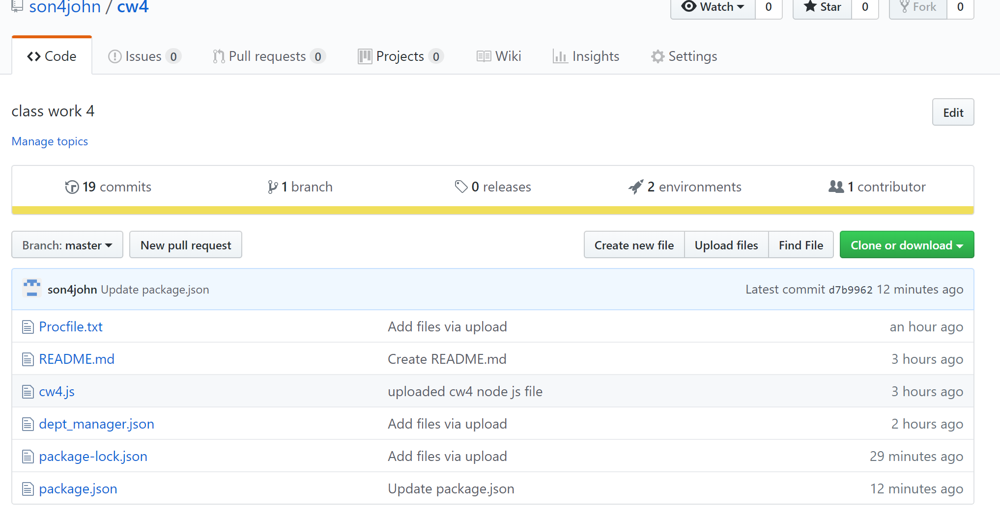 son4john / cw4 Watch 0 Star 0 Fork 0
Code Issues 0 Pull requests 0 Projects 0 Wiki Insights Settings
class work 4 Edit
Manage topics
19 commits 1 branch 0 releases 2 environments 1 contributor
Branch: master New pull request Create new file Upload files Find File Clone or download
son4john Update package.json Latest commit d7b9962 12 minutes ago
Procfile.txt Add files via upload an hour ago
README.md Create README.md 3 hours ago
cw4.js uploaded cw4 node js file 3 hours ago
dept_manager.json Add files via upload 2 hours ago
package-lock.json Add files via upload 29 minutes ago
package.json Update package.json 12 minutes ago